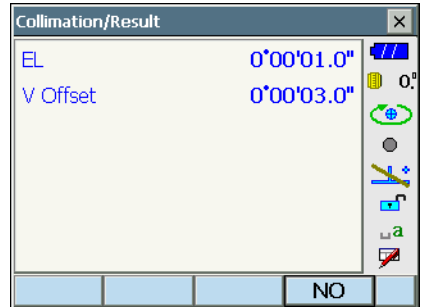 Collimation/Result
EL 0°00'01.0"
V Offset 0°00'03.0"
0."
a
NO